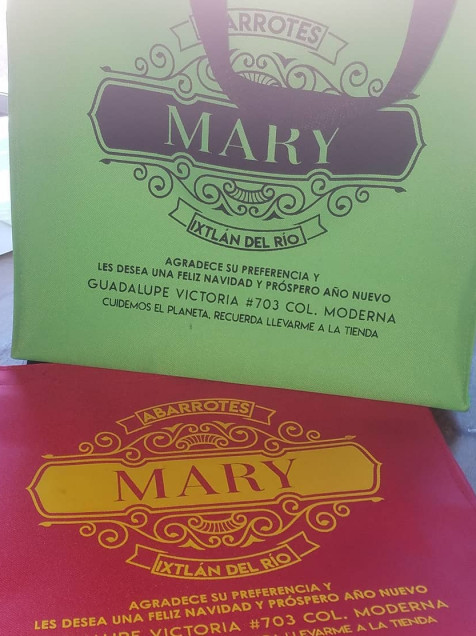 ABARROTES
MARY
IXTLÁN DEL RÍO
AGRADECE SU PREFERENCIA Y
LES DESEA UNA FELIZ NAVIDAD Y PRÓSPERO AÑO NUEVO
GUADALUPE VICTORIA #703 COL. MODERNA
CUIDEMOS EL PLANETA, RECUERDA LLEVARME A LA TIENDA
ABARROTES
MARY
IXTLÁN DEL RÍO
AGRADECE SU PREFERENCIA Y
LES DESEA UNA FELIZ NAVIDAD Y PRÓSPERO AÑO NUEVO
VICTORIA #703 COL. MODERNA
LLEVARME A LA TIENDA